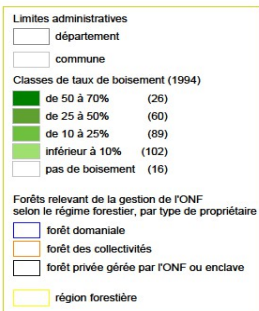 Limites administratives
département
commune
Classes de taux de boisement (1994)
de 50 à 70% (26)
de 25 à 50% (60)
de 10 à 25% (89)
inférieur à 10% (102)
pas de boisement (16)
Forêts relevant de la gestion de l'ONF
selon le régime forestier, par type de propriétaire
forêt domaniale
forêt des collectivités
forêt privée gérée par l'ONF ou enclave
région forestière